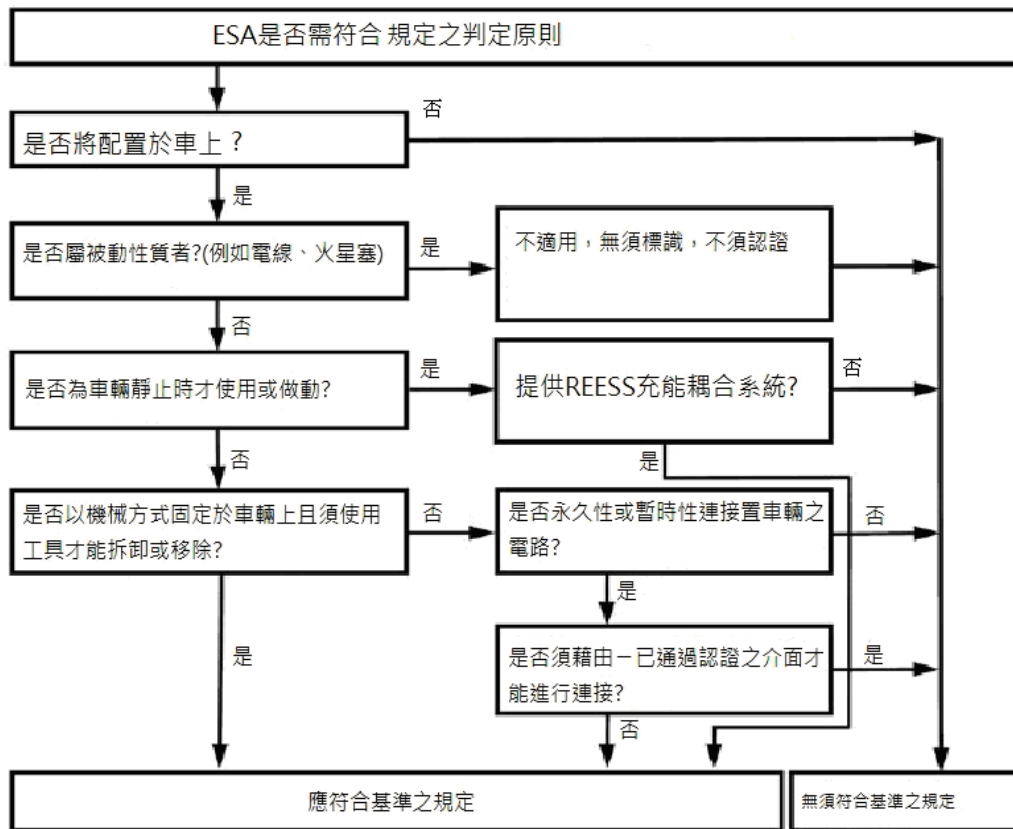 ESA是否需符合 規定之判定原則
否
是否將配置於車上？
是
是否屬被動性質者?(例如電線、火星塞)
是
不適用，無須標識，不須認證
否
是否為車輛靜止時才使用或做動?
是
提供REESS充能耦合系統?
否
否
是
是否以機械方式固定於車輛上且須使用
工具才能拆卸或移除?
否
是否永久性或暫時性連接置車輛之
電路?
否
是
是
是否須藉由－已通過認證之介面才
能進行連接?
是
否
應符合基準之規定
無須符合基準之規定